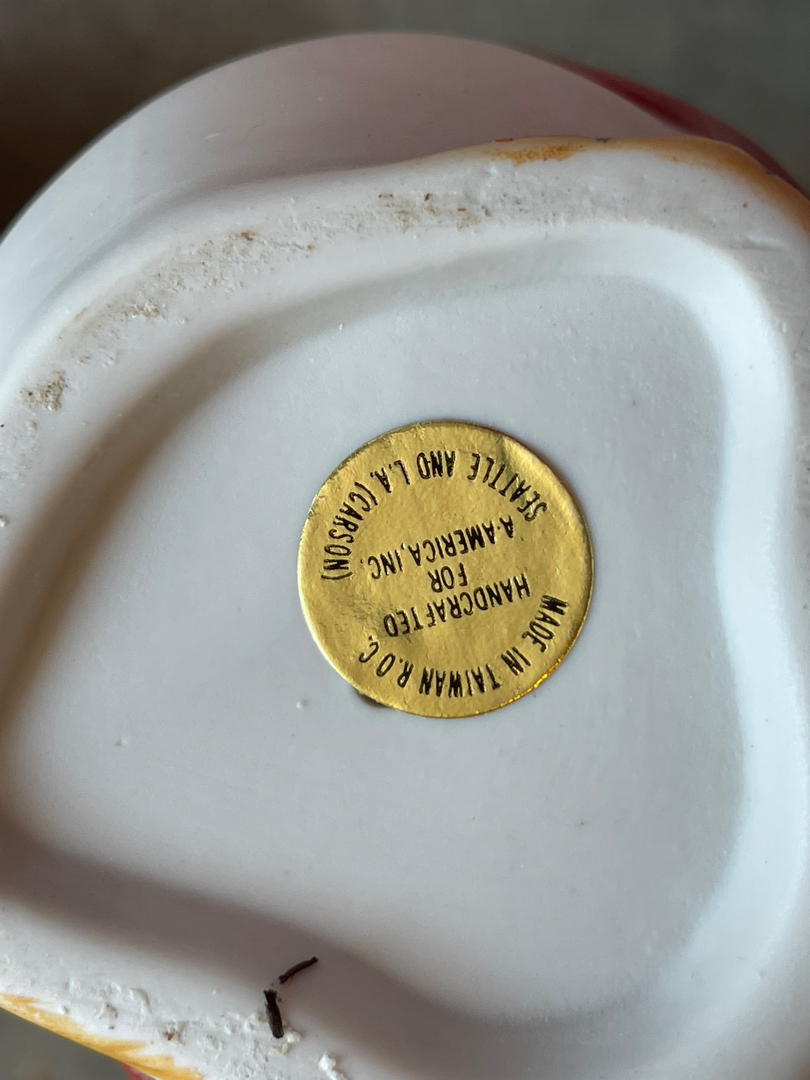 MADE IN TAIWAN R.O.C.
HANDCRAFTED
FOR
A-AMERICA, INC.
SEATTLE AND L.A. (CARSON)